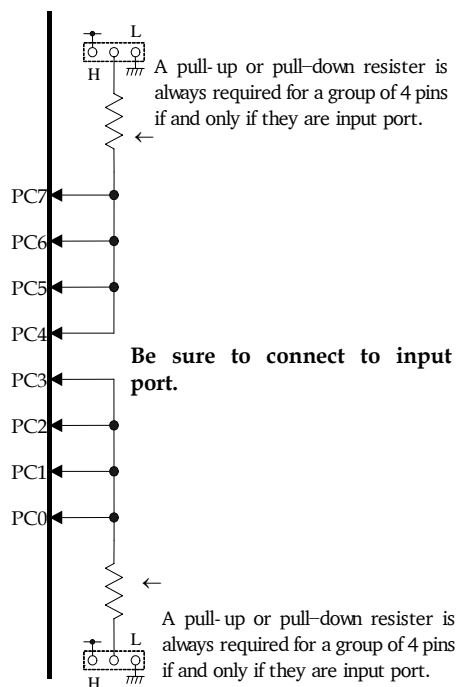 L
H
A pull-up or pull-down resister is
always required for a group of 4 pins
if and only if they are input port.
←
PC7
PC6
PC5
PC4
Be sure to connect to input
port.
PC3
PC2
PC1
PC0
←
A pull-up or pull-down resister is
always required for a group of 4 pins
if and only if they are input port.
L
H